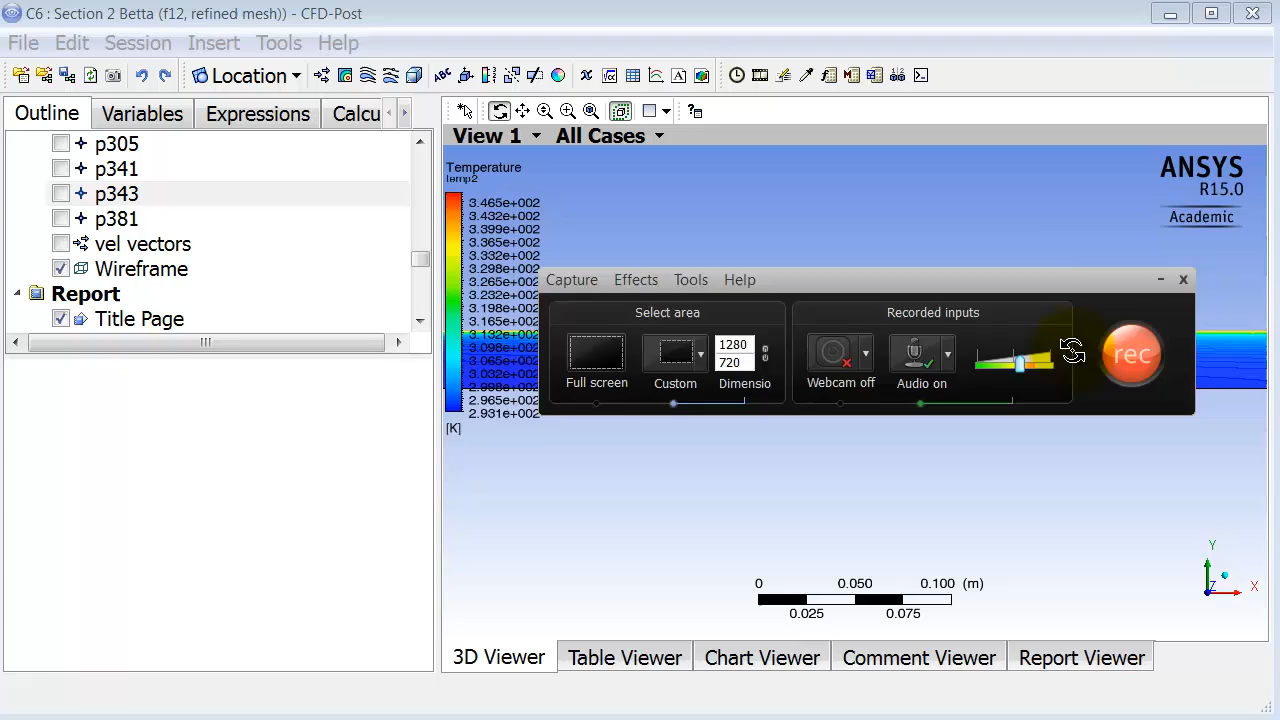 C6 : Section 2 Betta (f12, refined mesh)) - CFD-Post
File Edit Session Insert Tools Help
Location
Outline Variables Expressions Calcu
p305
p341
p343
p381
vel vectors
Wireframe
Report
Title Page
View 1 All Cases
Temperature
temp2
3.465e+002
3.432e+002
3.399e+002
3.365e+002
3.298e+002
3.265e+002
3.232e+002
3.198e+002
3.165e+002
3.132e+002
3.065e+002
3.032e+002
2.998e+002
2.965e+002
2.931e+002
[K]
ANSYS
R15.0
Academic
Capture Effects Tools Help
Select area
Full screen
Custom
1280
720
Dimensio
Recorded inputs
Webcam off
Audio on
rec
0 0.050 0.100 (m)
0.025 0.075
Y
Z
X
3D Viewer Table Viewer Chart Viewer Comment Viewer Report Viewer